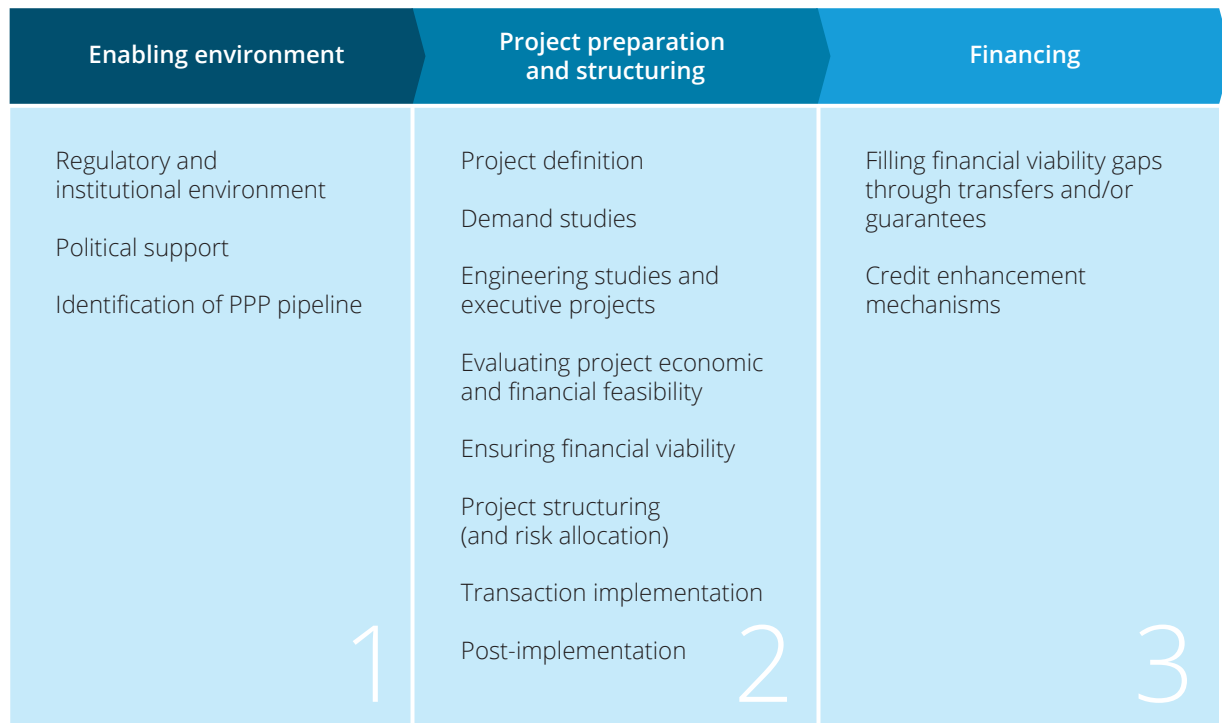 Enabling environment
Project preparation
and structuring
Financing
Regulatory and
institutional environment
Political support
Identification of PPP pipeline
1
Project definition
Demand studies
Engineering studies and
executive projects
Evaluating project economic
and financial feasibility
Ensuring financial viability
Project structuring
(and risk allocation)
Transaction implementation
Post-implementation
2
Filling financial viability gaps
through transfers and/or
guarantees
Credit enhancement
mechanisms
3